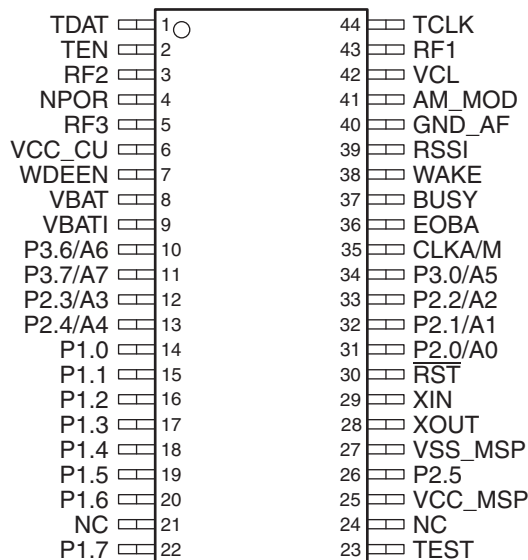 TDAT 1 44 TCLK
TEN 2 43 RF1
RF2 3 42 VCL
NPOR 4 41 AM_MOD
RF3 5 40 GND_AF
VCC_CU 6 39 RSSI
WDEEN 7 38 WAKE
VBAT 8 37 BUSY
VBATI 9 36 EOBA
P3.6/A6 10 35 CLKA/M
P3.7/A7 11 34 P3.0/A5
P2.3/A3 12 33 P2.2/A2
P2.4/A4 13 32 P2.1/A1
P1.0 14 31 P2.0/A0
P1.1 15 30 RST
P1.2 16 29 XIN
P1.3 17 28 XOUT
P1.4 18 27 VSS_MSP
P1.5 19 26 P2.5
P1.6 20 25 VCC_MSP
NC 21 24 NC
P1.7 22 23 TEST